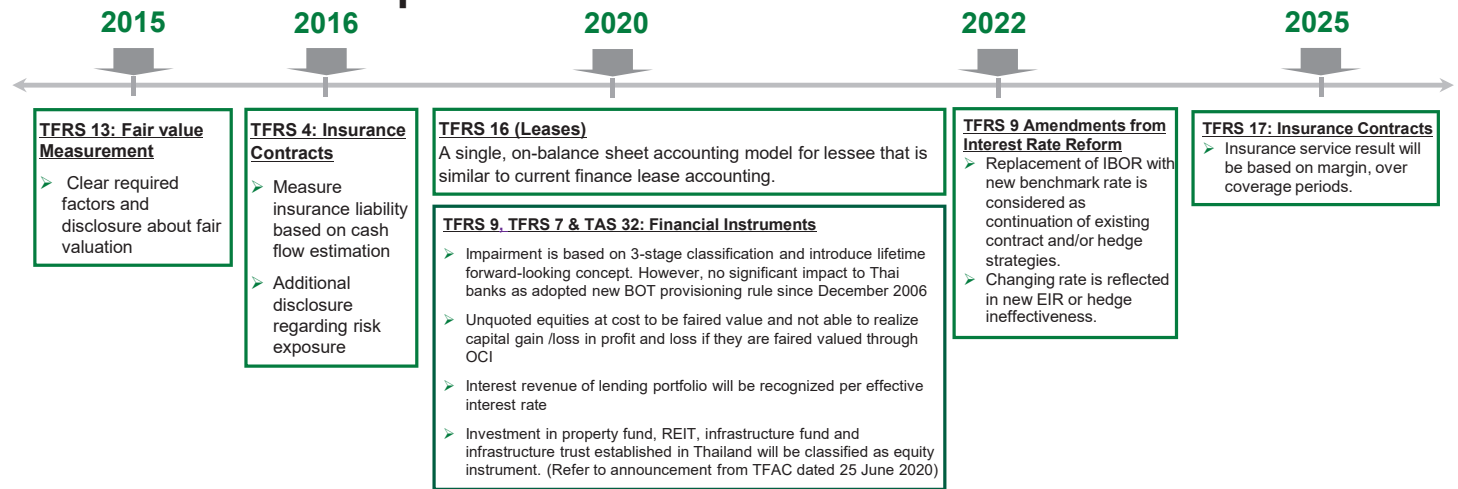 2015
2016
2020
2022
2025
TFRS 13: Fair value
Measurement
Clear required
factors and
disclosure about fair
valuation
TFRS 4: Insurance
Contracts
Measure
insurance liability
based on cash
flow estimation
Additional
disclosure
regarding risk
exposure
TFRS 16 (Leases)
A single, on-balance sheet accounting model for lessee that is
similar to current finance lease accounting.
TFRS 9, TFRS 7 & TAS 32: Financial Instruments
Impairment is based on 3-stage classification and introduce lifetime
forward-looking concept. However, no significant impact to Thai
banks as adopted new BOT provisioning rule since December 2006
Unquoted equities at cost to be faired value and not able to realize
capital gain /loss in profit and loss if they are faired valued through
OCI
Interest revenue of lending portfolio will be recognized per effective
interest rate
Investment in property fund, REIT, infrastructure fund and
infrastructure trust established in Thailand will be classified as equity
instrument. (Refer to announcement from TFAC dated 25 June 2020)
TFRS 9 Amendments from
Interest Rate Reform
Replacement of IBOR with
new benchmark rate is
considered as
continuation of existing
contract and/or hedge
strategies.
Changing rate is reflected
in new EIR or hedge
ineffectiveness.
TFRS 17: Insurance Contracts
Insurance service result will
be based on margin, over
coverage periods.